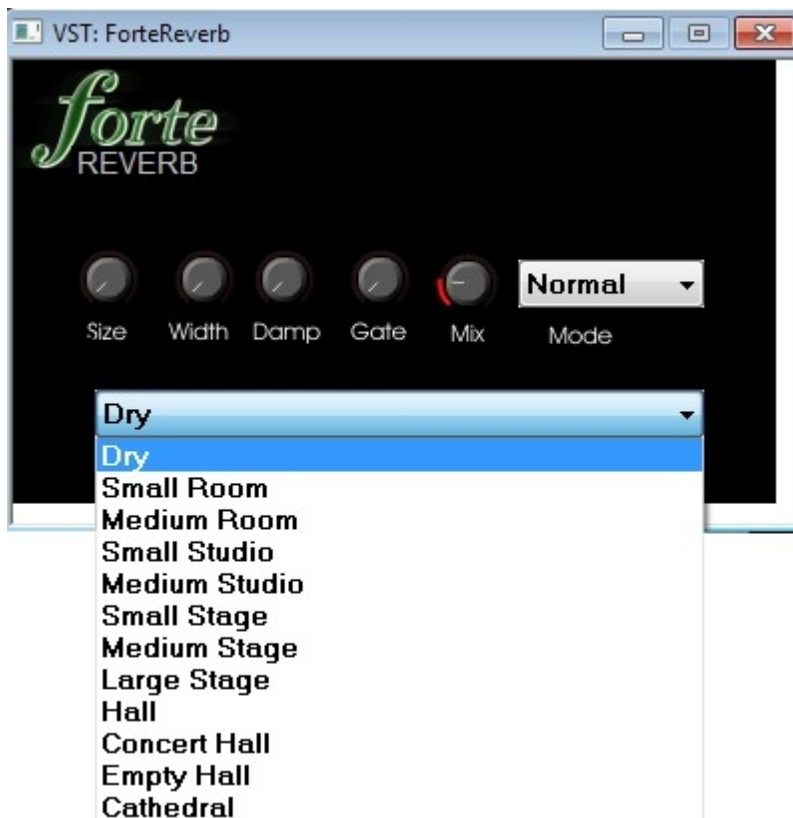 VST: ForteReverb
forte
REVERB
Size Width Damp Gate Mix Mode
Normal
Dry
Dry
Small Room
Medium Room
Small Studio
Medium Studio
Small Stage
Medium Stage
Large Stage
Hall
Concert Hall
Empty Hall
Cathedral